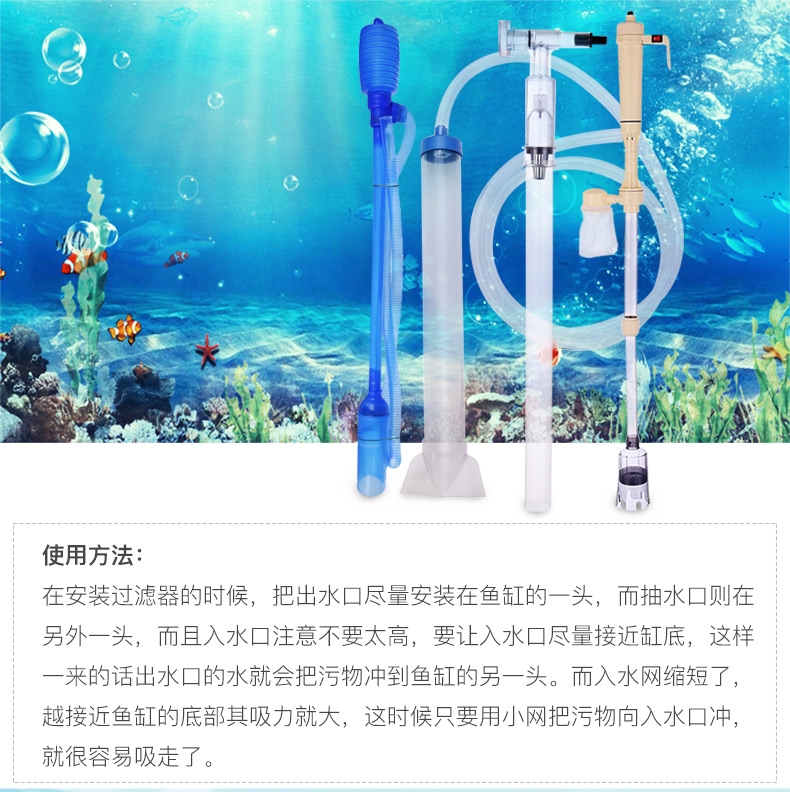 使用方法：
在安装过滤器的时候，把出水口尽量安装在鱼缸的一头，而抽水口则在
另外一头，而且入水口注意不要太高，要让入水口尽量接近缸底，这样
一来的话出水口的水就会把污物冲到鱼缸的另一头。而入水网缩短了，
越接近鱼缸的底部其吸力就大，这时候只要用小网把污物向入水口冲，
就很容易吸走了。